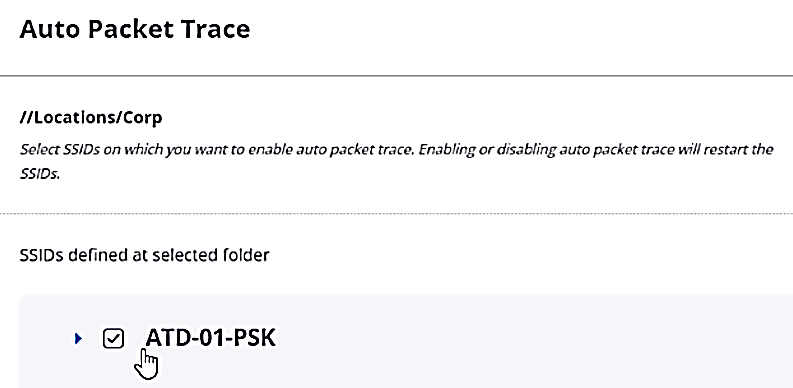 Auto Packet Trace
//Locations/Corp
Select SSIDs on which you want to enable auto packet trace. Enabling or disabling auto packet trace will restart the
SSIDs.
SSIDs defined at selected folder
ATD-01-PSK